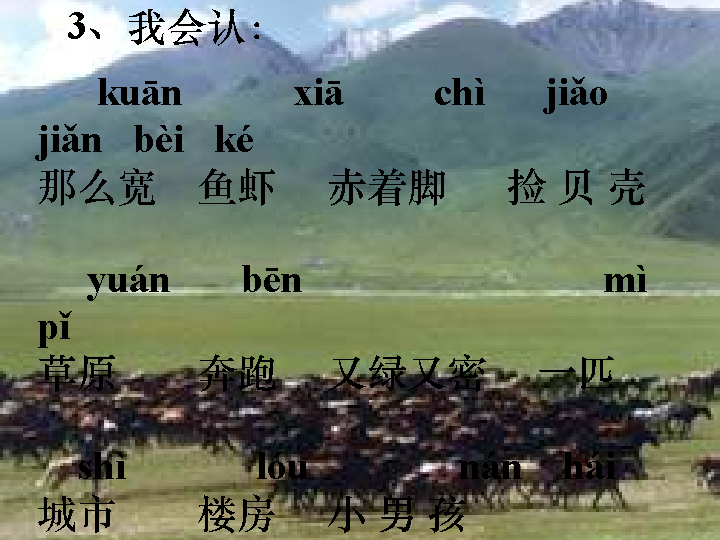 3、我会认:
kuān xiā chì jiǎo
jiǎn bèi ké
那么宽 鱼虾 赤着脚 捡 贝 壳
yuán bēn mì
pǐ
草原 奔跑 又绿又密 一匹
shì lóu nán hái
城市 楼房 小 男 孩